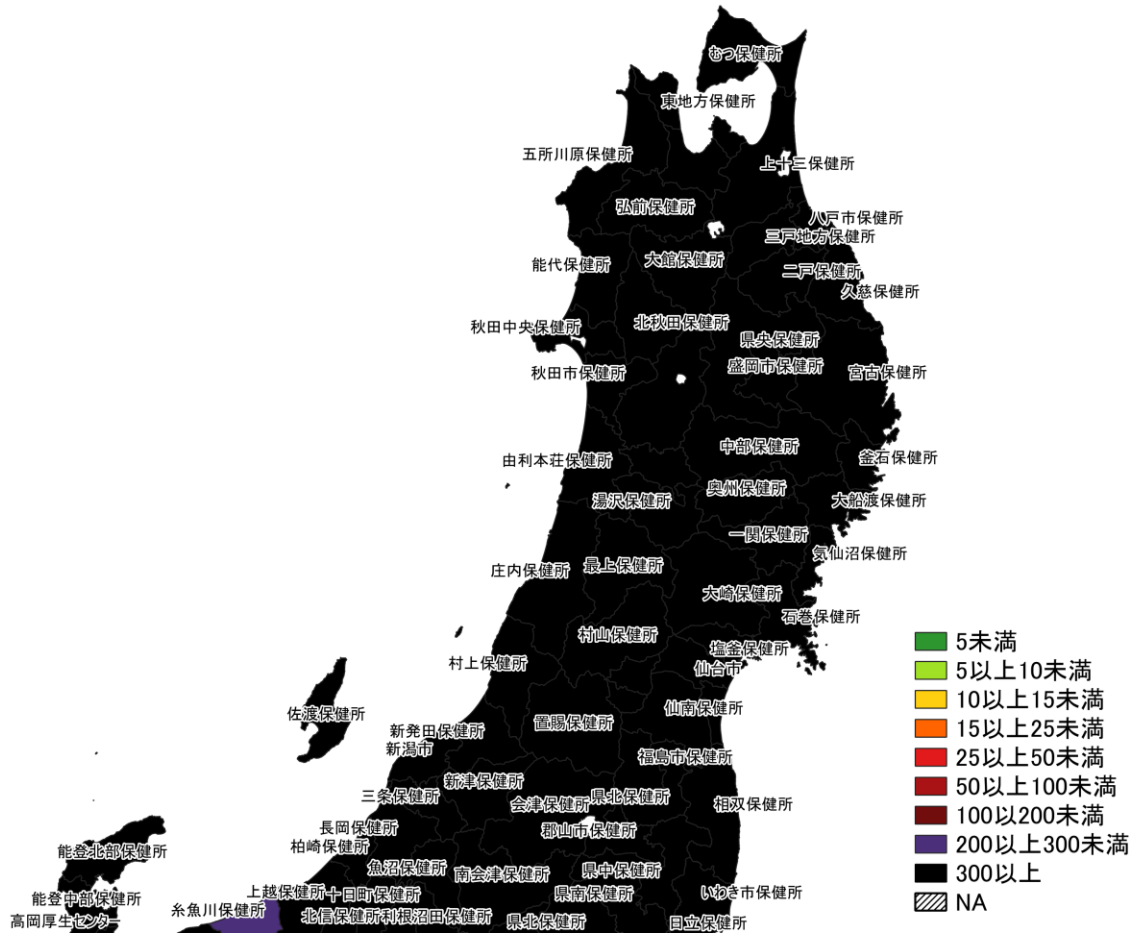 むつ保健所
東地方保健所
五所川原保健所
上十三保健所
弘前保健所
八戸市保健所
三戸地方保健所
大館保健所
能代保健所
二戸保健所
久慈保健所
北秋田保健所
秋田中央保健所
県央保健所
盛岡市保健所
秋田市保健所
宮古保健所
中部保健所
由利本荘保健所
釜石保健所
奥州保健所
湯沢保健所
大船渡保健所
一関保健所
気仙沼保健所
最上保健所
庄内保健所
大崎保健所
石巻保健所
村山保健所
塩釜保健所
村上保健所
仙台市
仙南保健所
佐渡保健所
置賜保健所
新発田保健所
新潟市
福島市保健所
新津保健所
三条保健所
会津保健所
県北保健所
相双保健所
長岡保健所
郡山市保健所
柏崎保健所
能登北部保健所
魚沼保健所
南会津保健所
県中保健所
上越保健所
十日町保健所
県南保健所
いわき市保健所
能登中部保健所
糸魚川保健所
北信保健所
利根沼田保健所
高岡厚生センター
県北保健所
日立保健所
5未満
5以上10未満
10以上15未満
15以上25未満
25以上50未満
50以上100未満
100以200未満
200以上300未満
300以上
NA